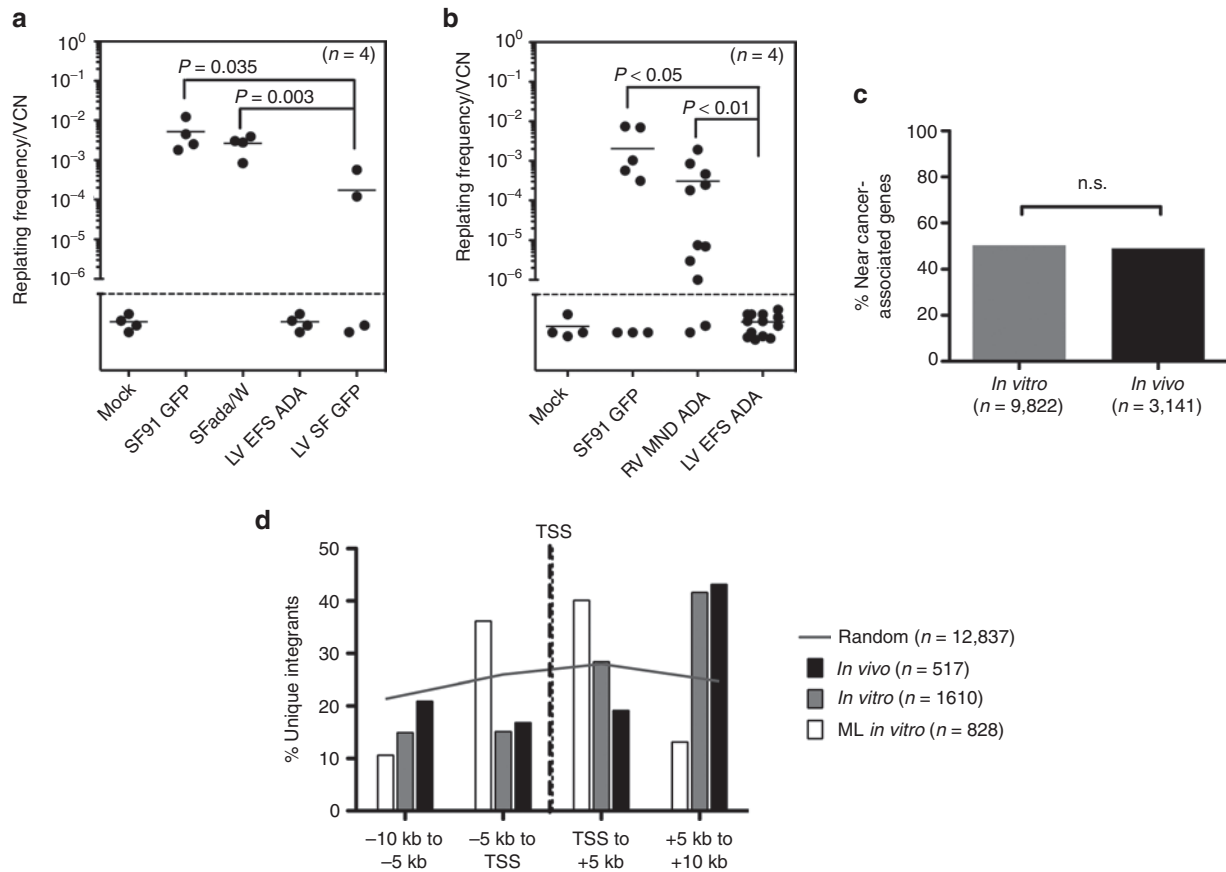 a
Replating frequency/VCN
10⁰
10⁻¹
10⁻²
10⁻³
10⁻⁴
10⁻⁵
10⁻⁶
(n = 4)
P = 0.035
P = 0.003
Mock
SF91 GFP
SFada/W
LV EFS ADA
LV SF GFP
b
Replating frequency/VCN
10⁰
10⁻¹
10⁻²
10⁻³
10⁻⁴
10⁻⁵
10⁻⁶
(n = 4)
P < 0.05
P < 0.01
Mock
SF91 GFP
RV MND ADA
LV EFS ADA
c
% Near cancer-
associated genes
100
80
60
40
20
0
n.s.
In vitro
(n = 9,822)
In vivo
(n = 3,141)
d
% Unique integrants
50
40
30
20
10
0
TSS
–10 kb to
–5 kb
–5 kb to
TSS
TSS to
+5 kb
+5 kb to
+10 kb
Random (n = 12,837)
In vivo (n = 517)
In vitro (n = 1610)
ML in vitro (n = 828)